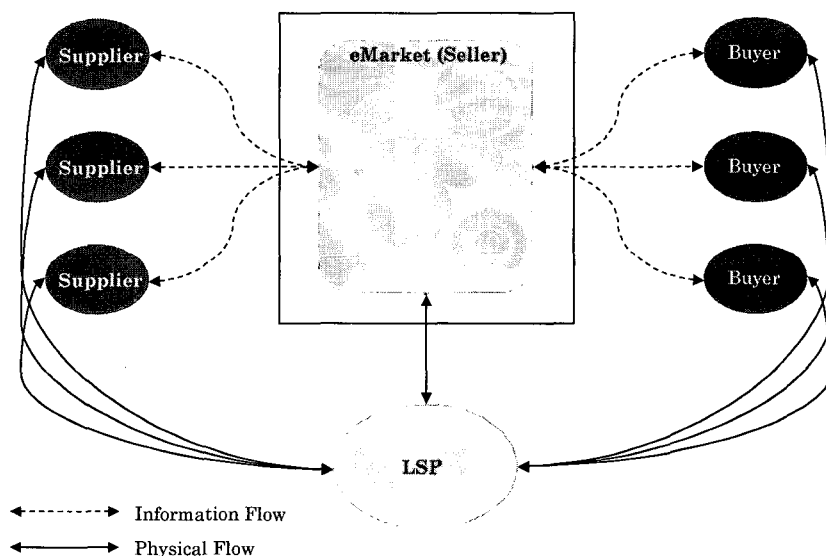 eMarket (Seller)
Supplier
Buyer
Supplier
Buyer
Supplier
Buyer
LSP
Information Flow
Physical Flow